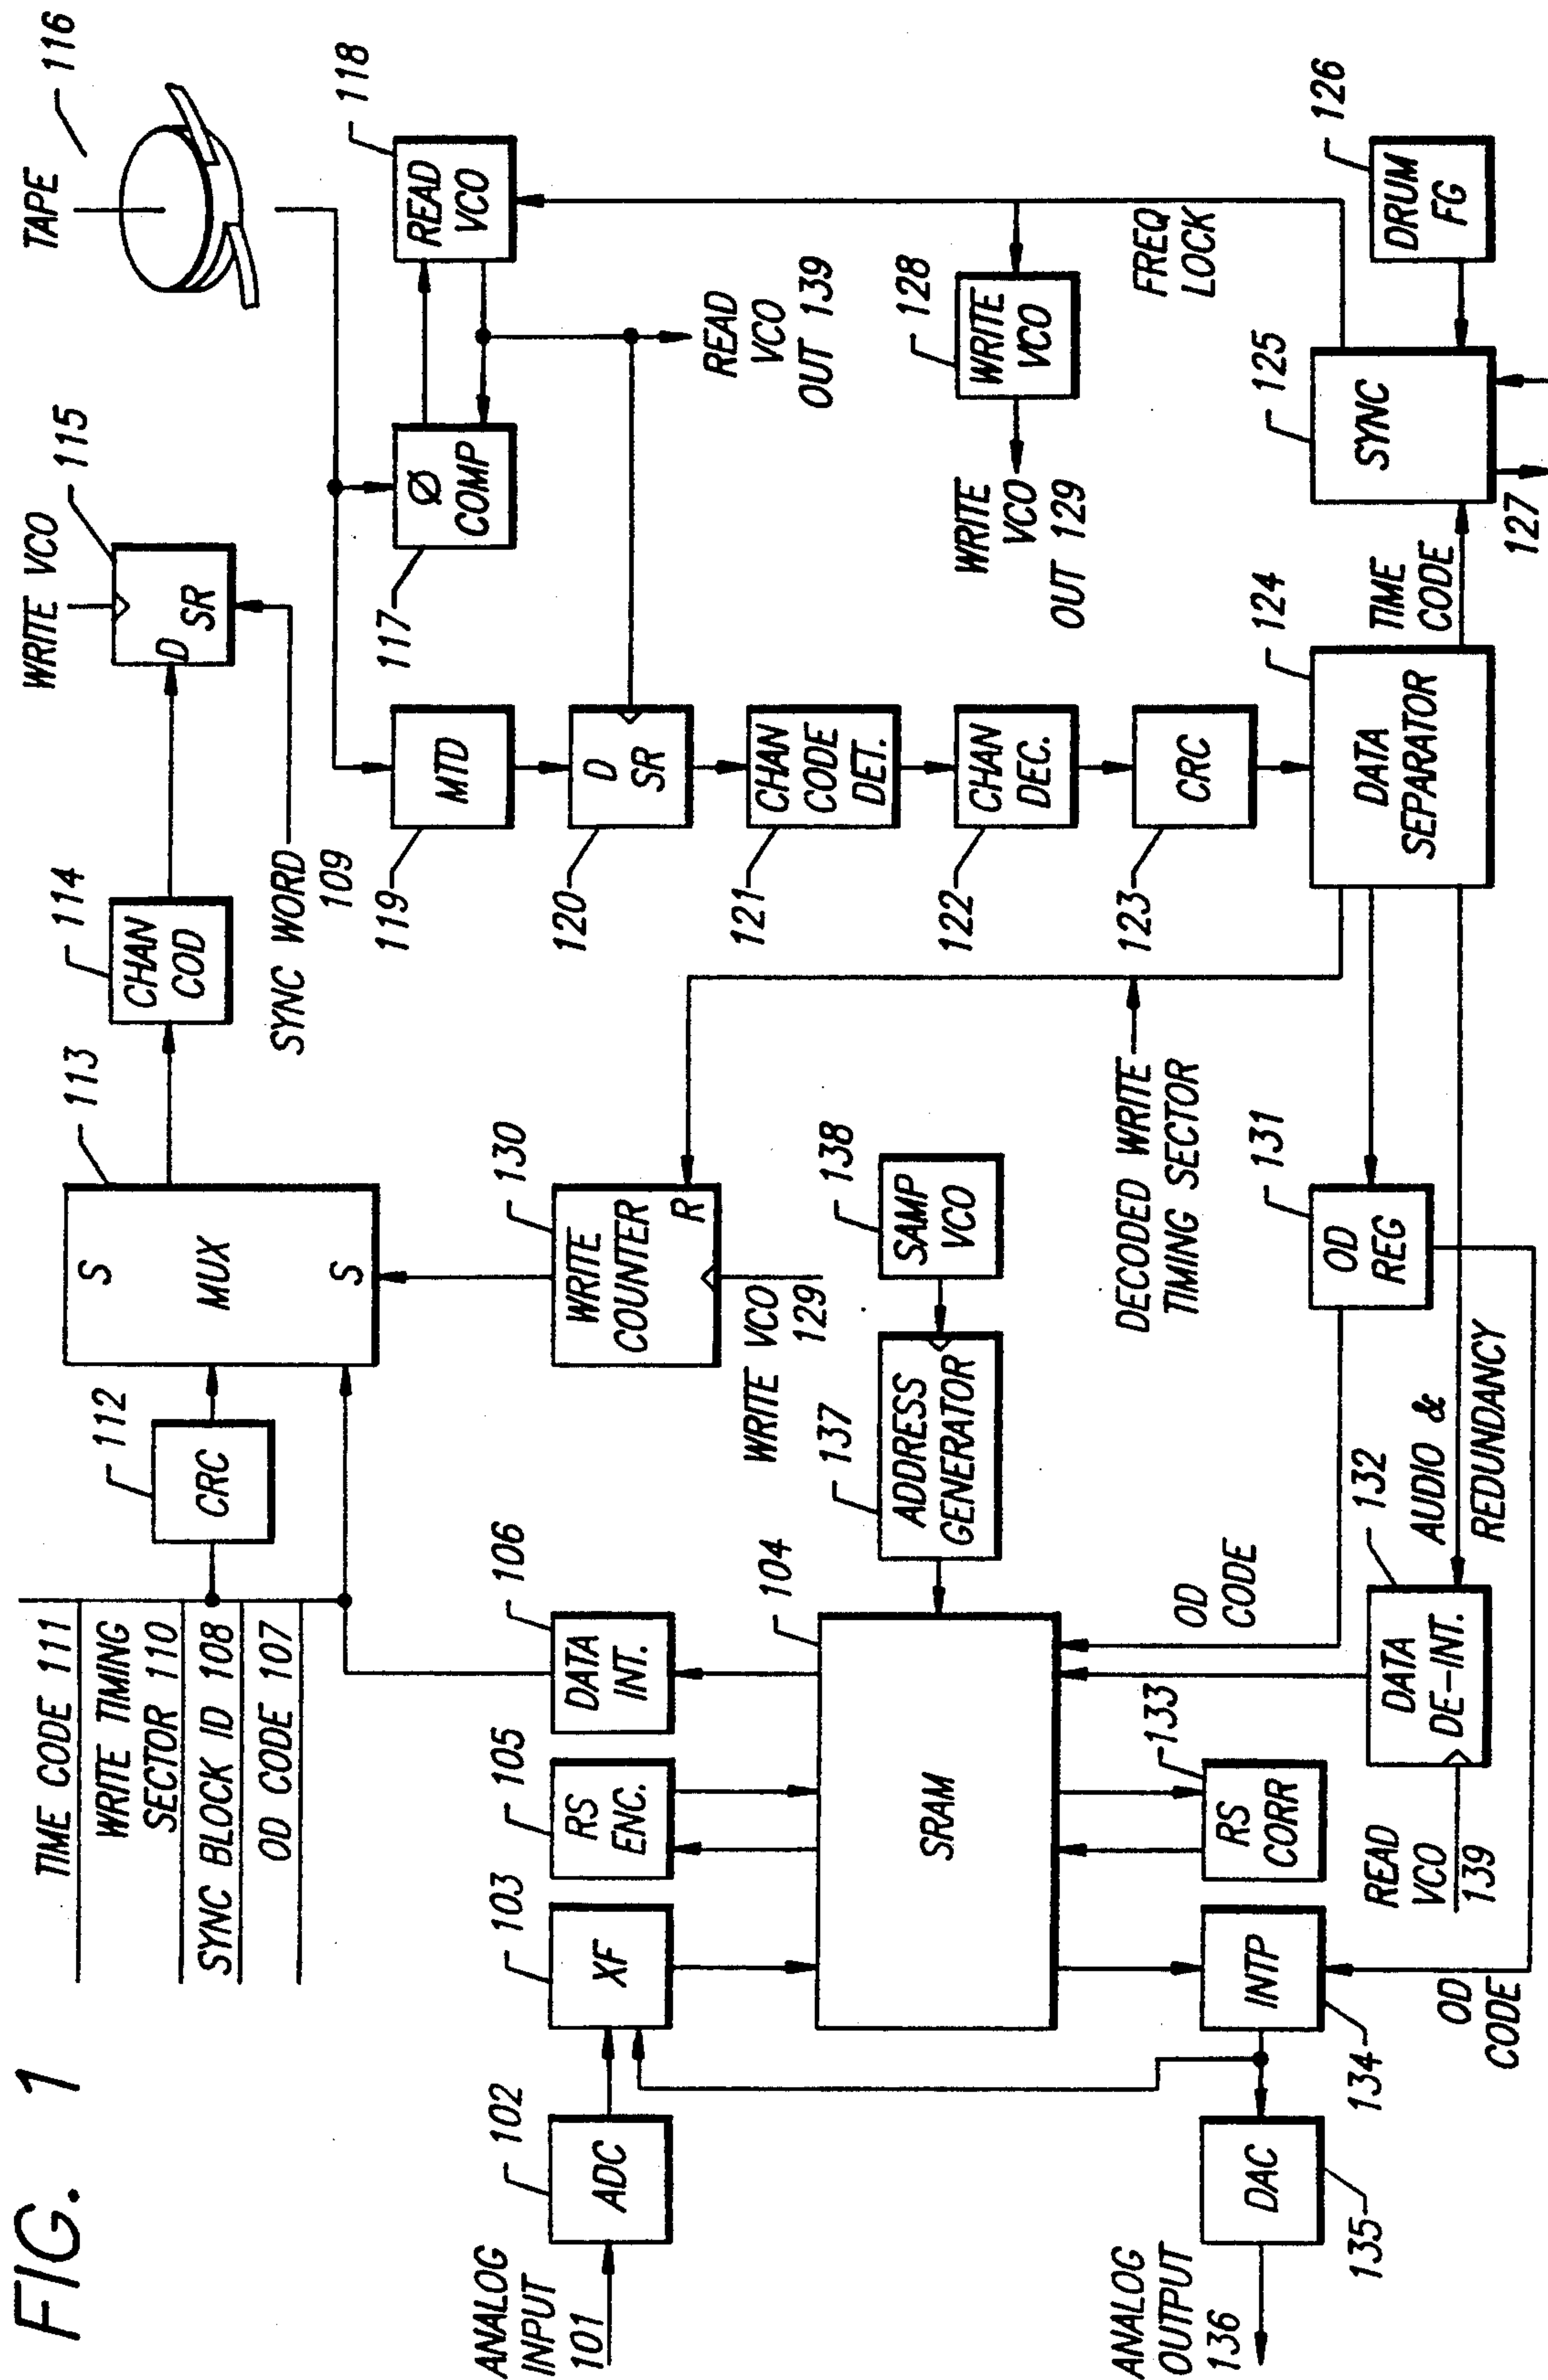 FIG. 1
TIME CODE 111
WRITE TIMING
SECTOR 110
SYNC BLOCK ID 108
OD CODE 107
112
CRC
113
S
MUX
S
114
CHAN
COD
WRITE VCO
115
D
SR
SYNC WORD
109
TAPE
116
118
READ
VCO
Ø
COMP
117
READ
VCO
OUT 139
ANALOG
INPUT
101
102
ADC
103
XF
105
RS
ENC.
106
DATA
INT.
130
WRITE
COUNTER
R
WRITE VCO
129
119
MTD
120
D
SR
121
CHAN
CODE
DET.
122
CHAN
DEC.
123
CRC
128
WRITE
VCO
WRITE
VCO
OUT 129
FREQ
LOCK
104
SRAM
137
ADDRESS
GENERATOR
138
SAMP
VCO
DECODED WRITE
TIMING SECTOR
124
DATA
SEPARATOR
TIME
CODE
125
SYNC
126
DRUM
FG
127
131
OD
REG
OD
CODE
AUDIO &
REDUNDANCY
132
DATA
DE-INT.
READ
VCO
139
133
RS
CORR
INTP
134
OD
CODE
DAC
135
ANALOG
OUTPUT
136